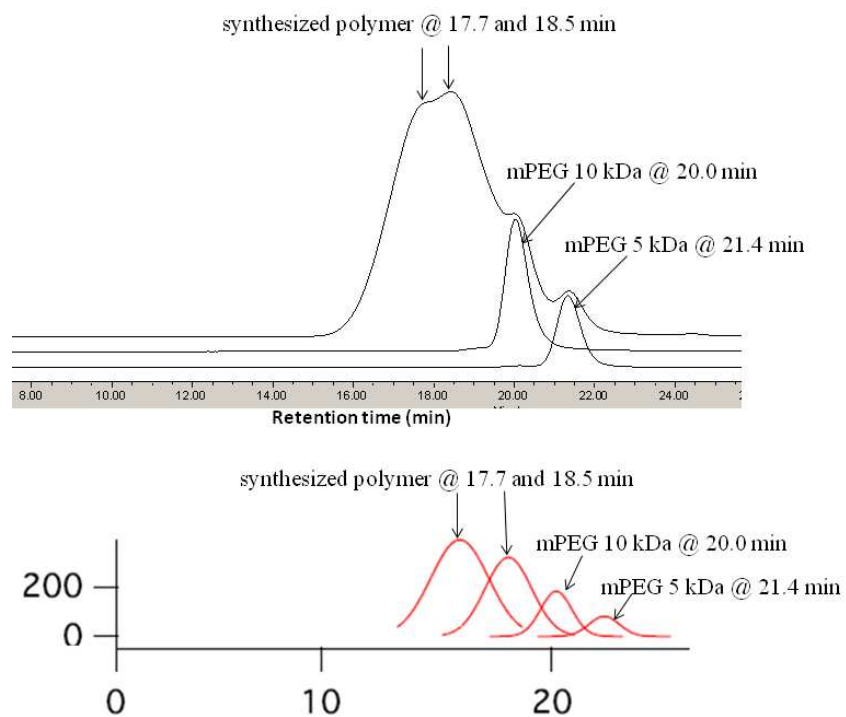 synthesized polymer @ 17.7 and 18.5 min
mPEG 10 kDa @ 20.0 min
mPEG 5 kDa @ 21.4 min
8.00 10.00 12.00 14.00 16.00 18.00 20.00 22.00 24.00
Retention time (min)
synthesized polymer @ 17.7 and 18.5 min
mPEG 10 kDa @ 20.0 min
mPEG 5 kDa @ 21.4 min
200
0
0 10 20